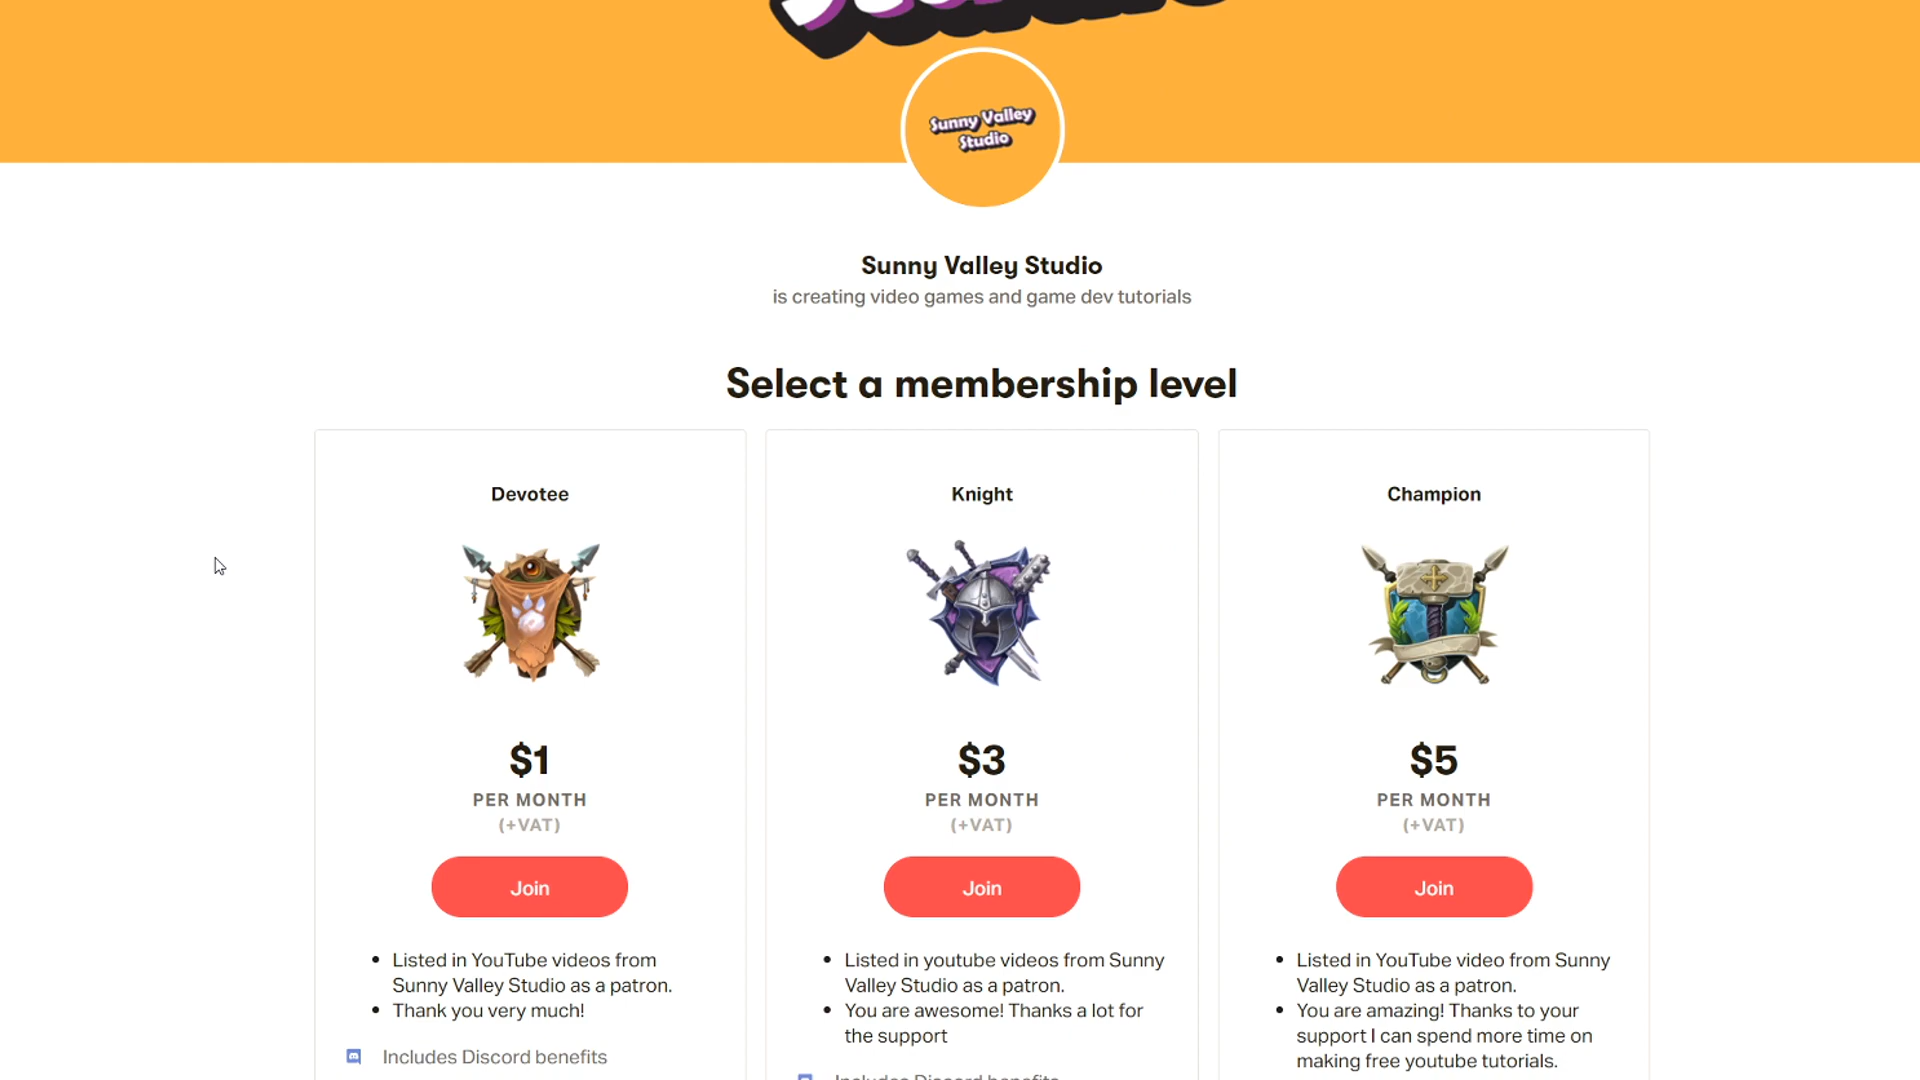 Sunny Valley
Studio
Sunny Valley Studio
is creating video games and game dev tutorials
Select a membership level
Devotee
$1
PER MONTH
(+VAT)
Join
• Listed in YouTube videos from
Sunny Valley Studio as a patron.
• Thank you very much!
Includes Discord benefits
Knight
$3
PER MONTH
(+VAT)
Join
• Listed in youtube videos from Sunny
Valley Studio as a patron.
• You are awesome! Thanks a lot for
the support
Includes Discord benefits
Champion
$5
PER MONTH
(+VAT)
Join
• Listed in YouTube video from Sunny
Valley Studio as a patron.
• You are amazing! Thanks to your
support I can spend more time on
making free youtube tutorials.